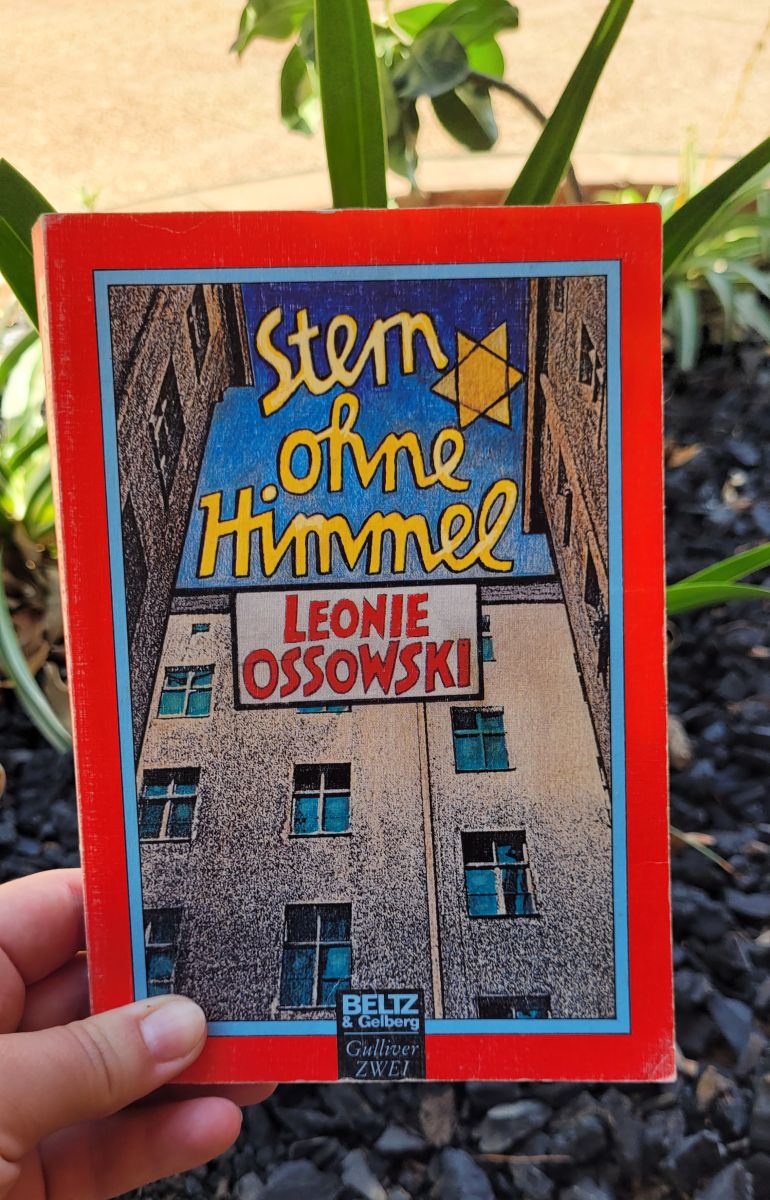 Stern
ohne
Himmel
LEONIE
OSSOWSKI
BELTZ
& Gelberg
Gulliver
ZWEI